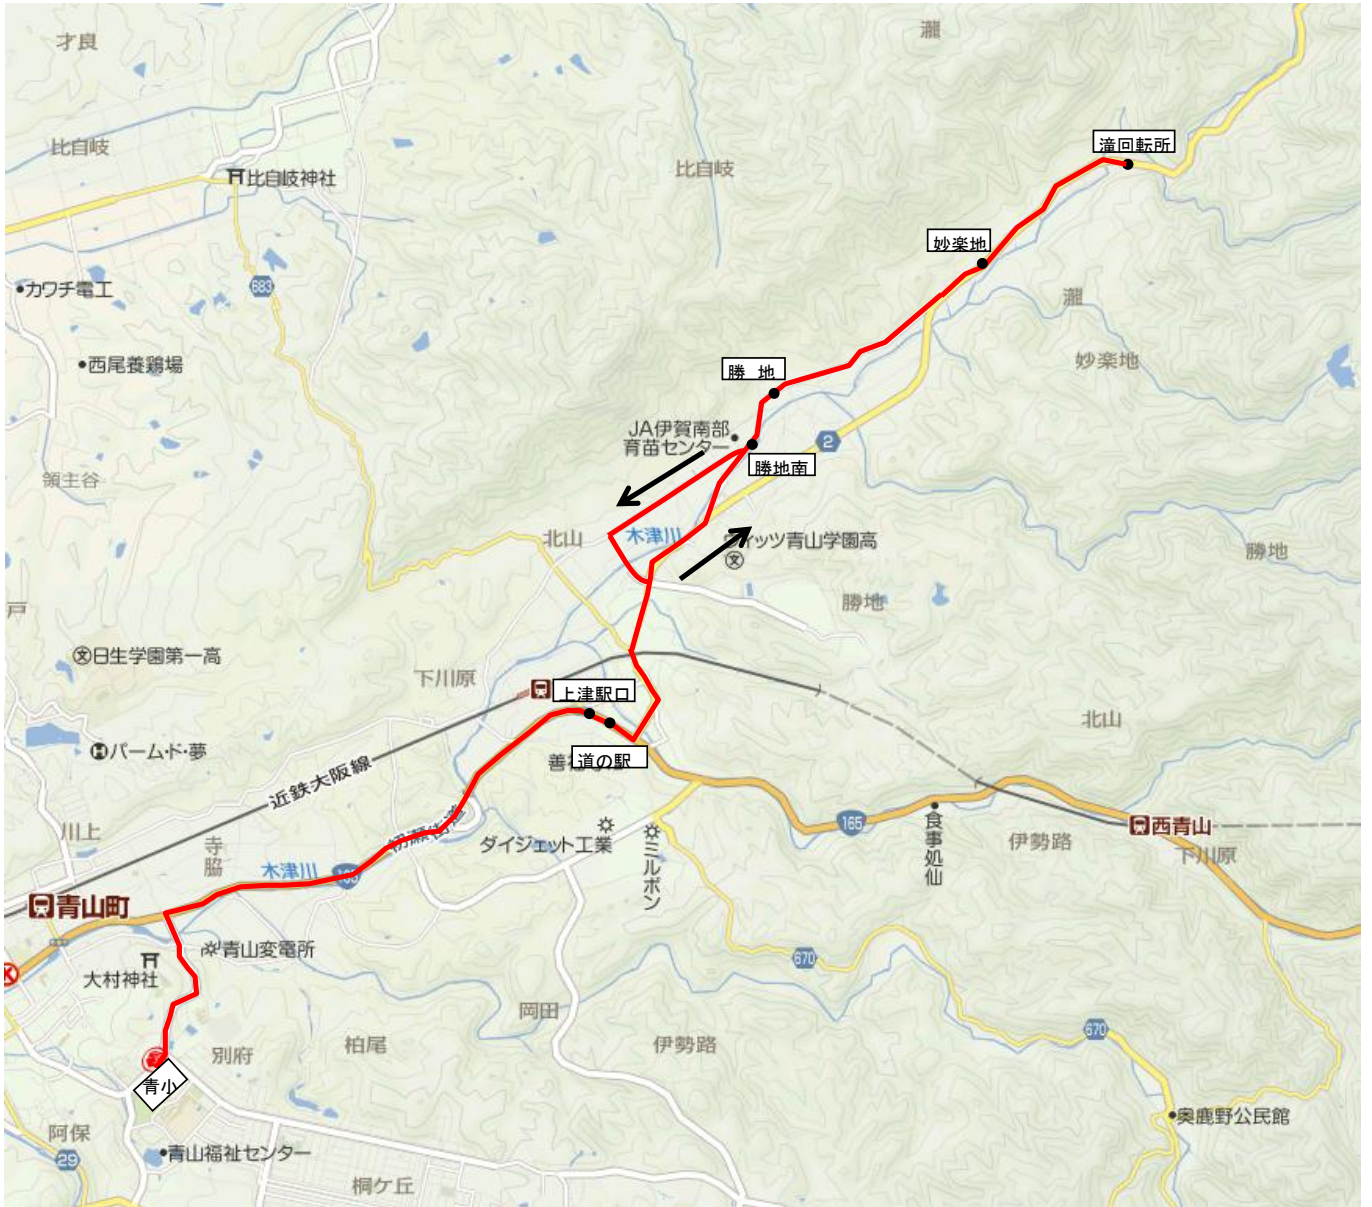 才良
瀧
比自岐
滝回転所
比自岐神社
比自岐
妙楽地
683
カワチ電工
瀧
西尾養鶏場
妙楽地
勝 地
JA伊賀南部
育苗センター
2
勝地南
領主谷
北山
木津川
イッツ青山学園高
勝地
勝地
戸
日生学園第一高
下川原
上津駅口
北山
パーム・ド・夢
道の駅
近鉄大阪線
165
食事処仙
西青山
伊勢路
下川原
川上
寺脇
木津川
ダイジェット工業
ミルボン
青山町
青山変電所
大村神社
670
岡田
670
別府
柏尾
伊勢路
青小
奥鹿野公民館
阿保
29
青山福祉センター
桐ケ丘